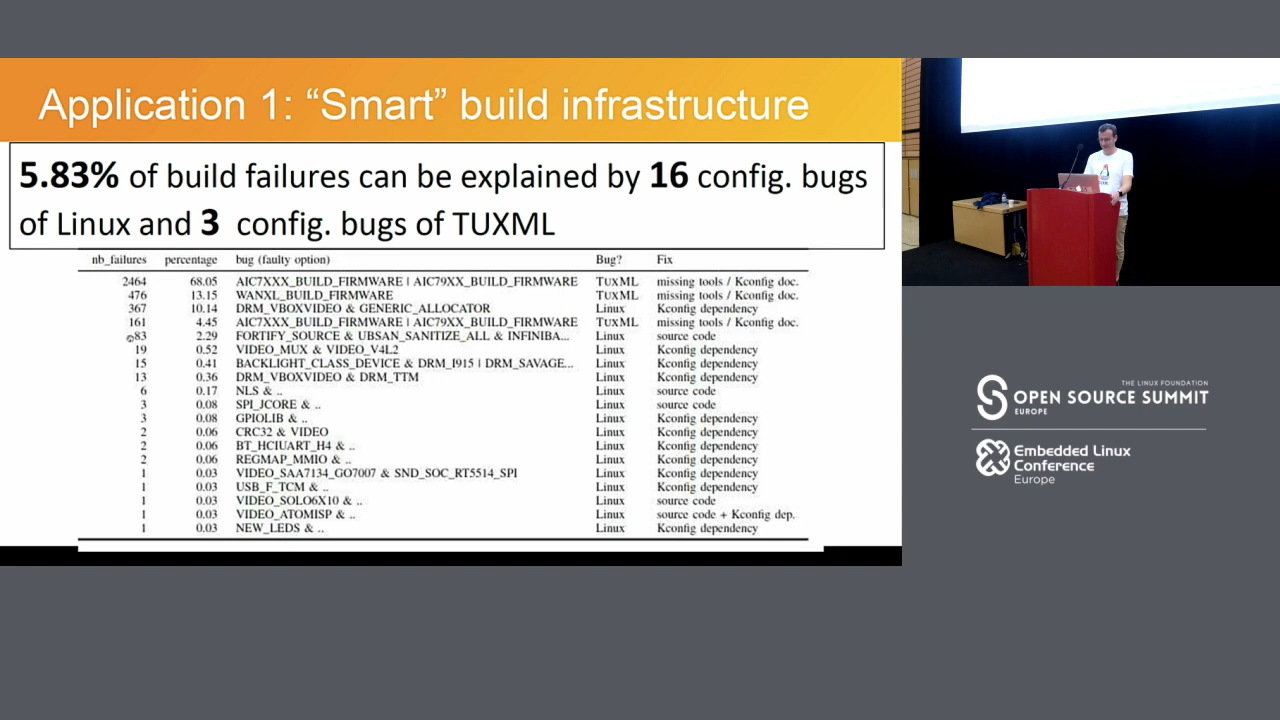 Application 1: “Smart” build infrastructure
5.83% of build failures can be explained by 16 config. bugs
of Linux and 3 config. bugs of TUXML
nb_failures percentage bug (faulty option) Bug? Fix
2464 68.05 AIC7XXX_BUILD_FIRMWARE | AIC79XX_BUILD_FIRMWARE TUXML missing tools / Kconfig doc.
476 13.15 WANXL_BUILD_FIRMWARE TUXML missing tools / Kconfig doc.
367 10.14 DRM_VBOXVIDEO & GENERIC_ALLOCATOR Linux Kconfig dependency
161 4.45 AIC7XXX_BUILD_FIRMWARE | AIC79XX_BUILD_FIRMWARE TUXML missing tools / Kconfig doc.
83 2.29 FORTIFY_SOURCE & UBSAN_SANITIZE_ALL & INFINIBA... Linux source code
19 0.52 VIDEO_MUX & VIDEO_V4L2 Linux Kconfig dependency
15 0.41 BACKLIGHT_CLASS_DEVICE & DRM_I915 | DRM_SAVAGE... Linux Kconfig dependency
13 0.36 DRM_VBOXVIDEO & DRM_TTM Linux Kconfig dependency
6 0.17 NLS & .. Linux source code
3 0.08 SPI_JCORE & .. Linux source code
3 0.08 GPIOLIB & .. Linux Kconfig dependency
2 0.06 CRC32 & VIDEO Linux Kconfig dependency
2 0.06 BT_HCIUART_H4 & .. Linux Kconfig dependency
2 0.06 REGMAP_MMIO & .. Linux Kconfig dependency
1 0.03 VIDEO_SAA7134_GO7007 & SND_SOC_RT5514_SPI Linux Kconfig dependency
1 0.03 USB_F_TCM & .. Linux Kconfig dependency
1 0.03 VIDEO_SOLO6X10 & .. Linux source code
1 0.03 VIDEO_ATOMISP & .. Linux source code + Kconfig dep.
1 0.03 NEW_LEDS & .. Linux Kconfig dependency
THE LINUX FOUNDATION
OPEN SOURCE SUMMIT
EUROPE
Embedded Linux
Conference
Europe